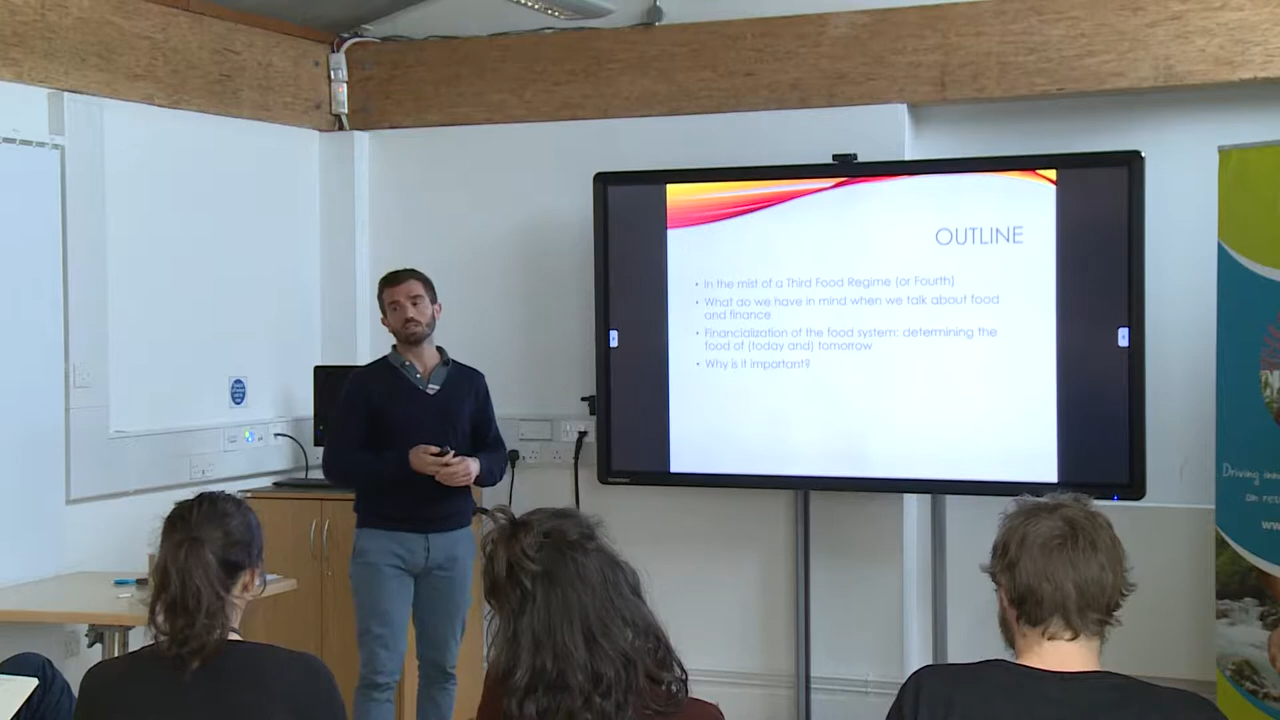 OUTLINE
• In the mist of a Third Food Regime (or Fourth)
• What do we have in mind when we talk about food
and finance
• Financialization of the food system: determining the
food of (today and) tomorrow
• Why is it important?
Driving
on